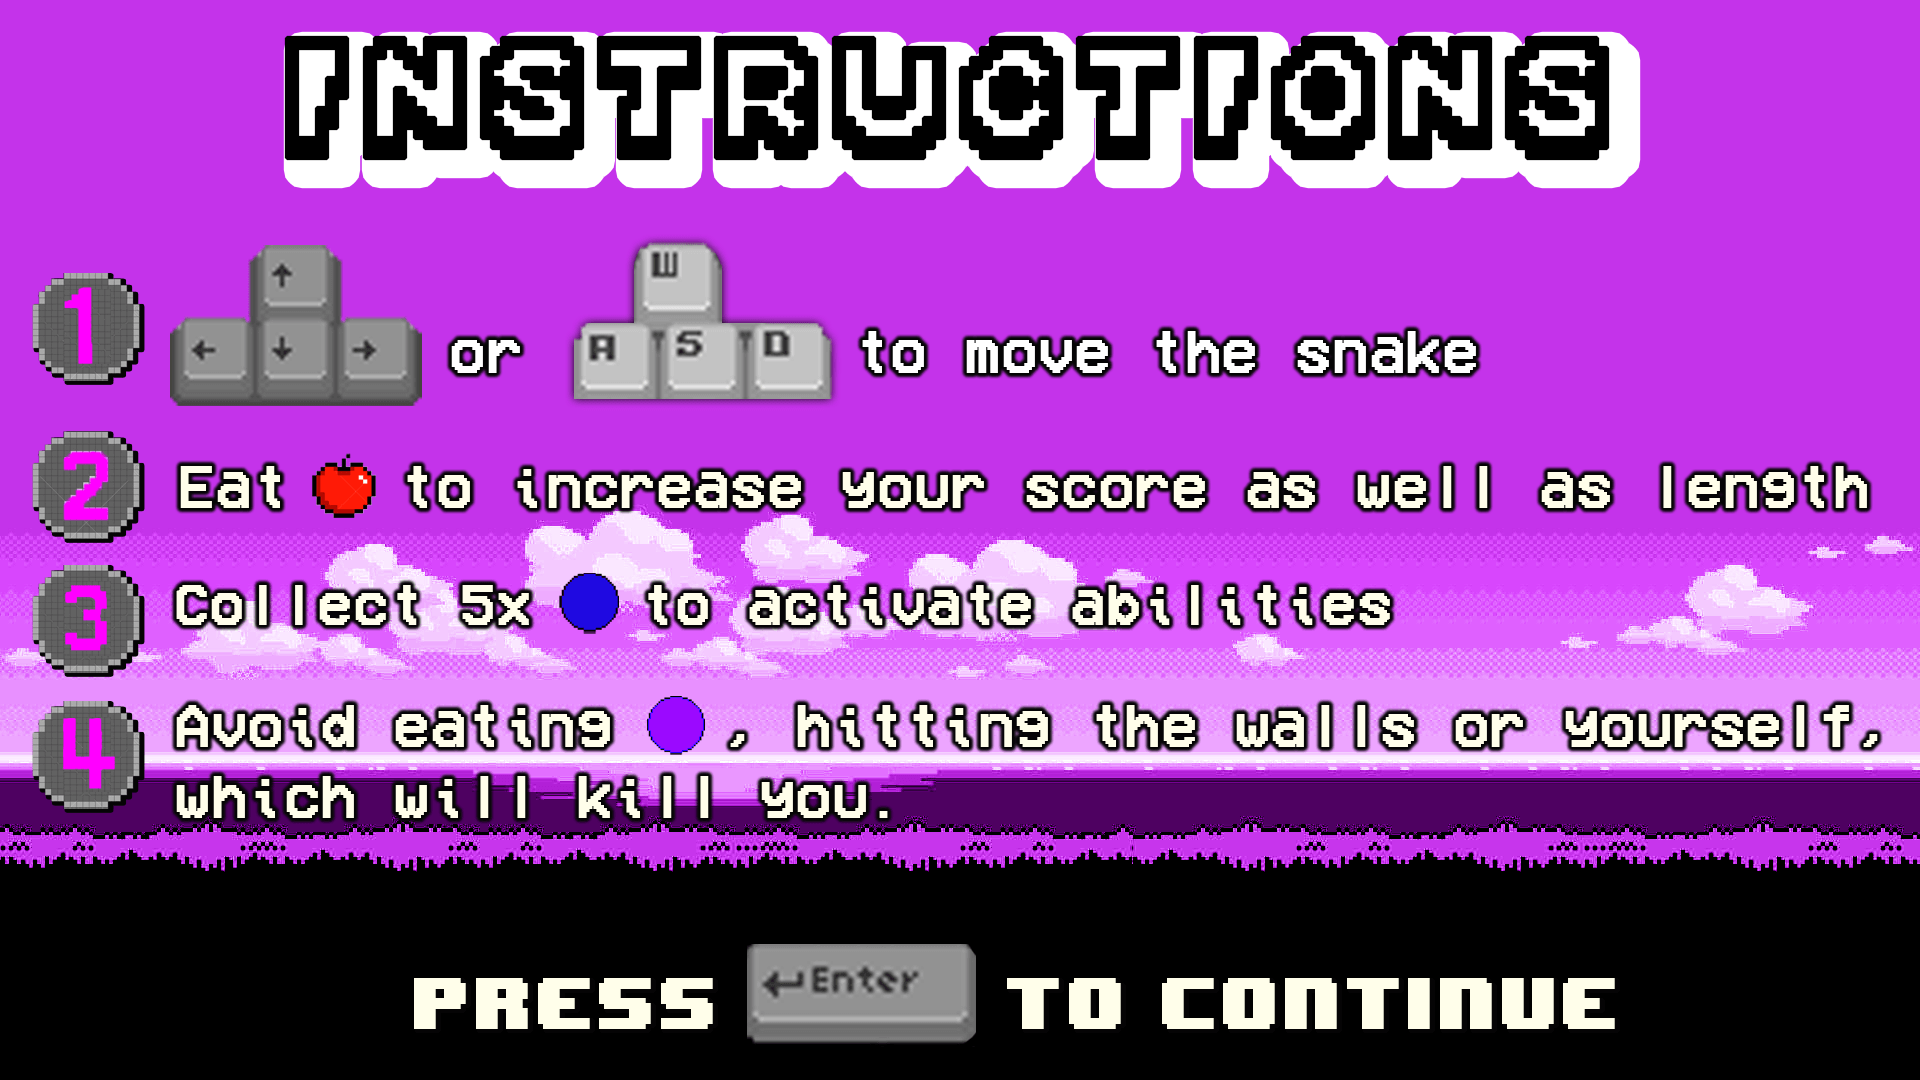 INSTRUCTIONS
1 ↑ ← ↓ → or W A S D to move the snake
2 Eat to increase your score as well as length
3 Collect 5x to activate abilities
4 Avoid eating , hitting the walls or yourself,
which will kill you.
PRESS ↵Enter TO CONTINUE